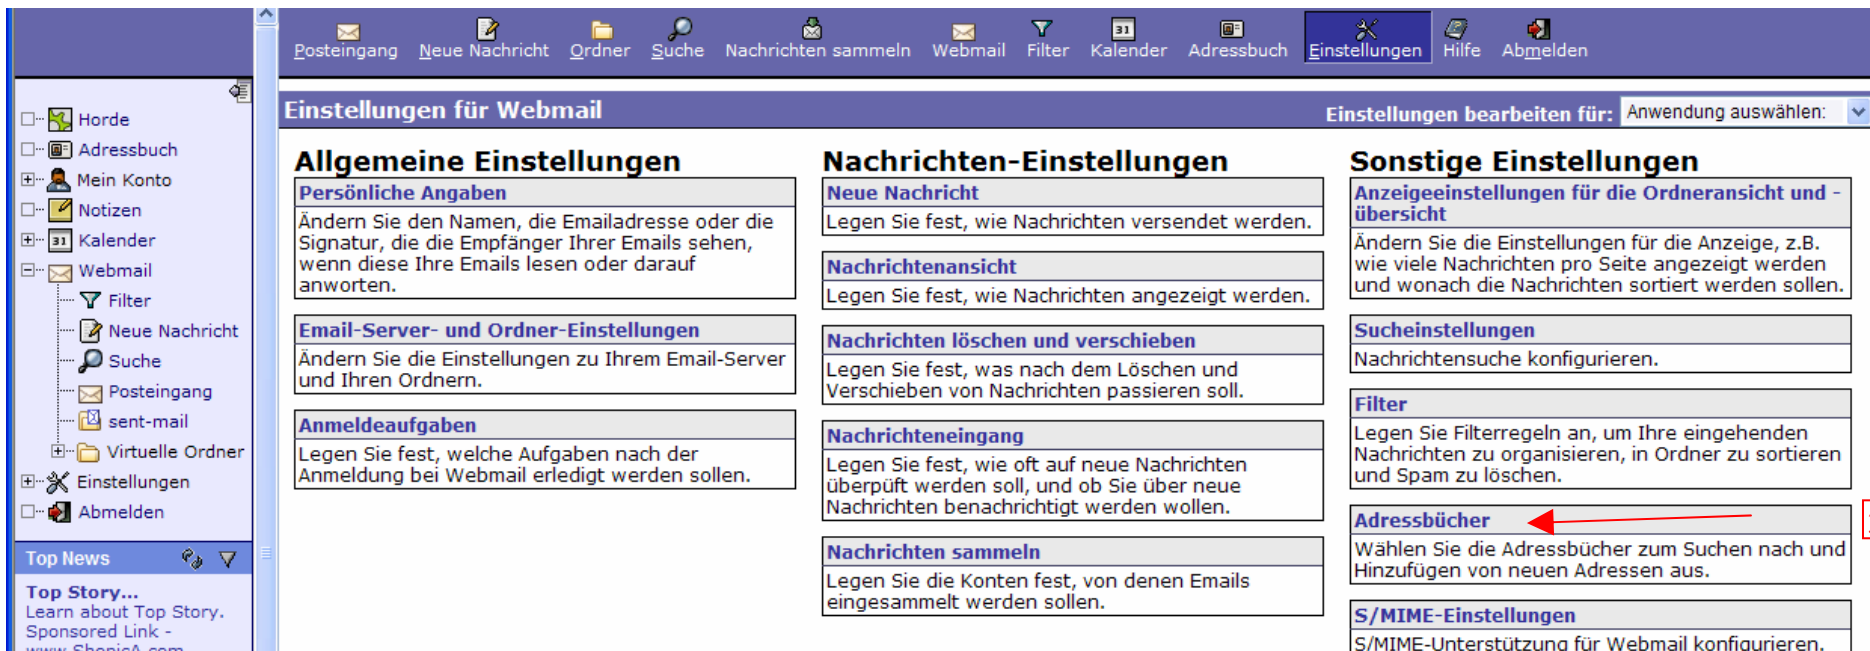 Posteingang Neue Nachricht Ordner Suche Nachrichten sammeln Webmail Filter Kalender Adressbuch Einstellungen Hilfe Abmelden
Horde
Adressbuch
Mein Konto
Notizen
Kalender
Webmail
Filter
Neue Nachricht
Suche
Posteingang
sent-mail
Virtuelle Ordner
Einstellungen
Abmelden
Top News
Top Story...
Learn about Top Story.
Sponsored Link -
Einstellungen für Webmail
Einstellungen bearbeiten für: Anwendung auswählen:
Allgemeine Einstellungen
Persönliche Angaben
Ändern Sie den Namen, die Emailadresse oder die
Signatur, die die Empfänger Ihrer Emails sehen,
wenn diese Ihre Emails lesen oder darauf
anworten.
Email-Server- und Ordner-Einstellungen
Ändern Sie die Einstellungen zu Ihrem Email-Server
und Ihren Ordnern.
Anmeldeaufgaben
Legen Sie fest, welche Aufgaben nach der
Anmeldung bei Webmail erledigt werden sollen.
Nachrichten-Einstellungen
Neue Nachricht
Legen Sie fest, wie Nachrichten versendet werden.
Nachrichtenansicht
Legen Sie fest, wie Nachrichten angezeigt werden.
Nachrichten löschen und verschieben
Legen Sie fest, was nach dem Löschen und
Verschieben von Nachrichten passieren soll.
Nachrichteneingang
Legen Sie fest, wie oft auf neue Nachrichten
überpüft werden soll, und ob Sie über neue
Nachrichten benachrichtigt werden wollen.
Nachrichten sammeln
Legen Sie die Konten fest, von denen Emails
eingesammelt werden sollen.
Sonstige Einstellungen
Anzeigeeinstellungen für die Ordneransicht und -
übersicht
Ändern Sie die Einstellungen für die Anzeige, z.B.
wie viele Nachrichten pro Seite angezeigt werden
und wonach die Nachrichten sortiert werden sollen.
Sucheinstellungen
Nachrichtensuche konfigurieren.
Filter
Legen Sie Filterregeln an, um Ihre eingehenden
Nachrichten zu organisieren, in Ordner zu sortieren
und Spam zu löschen.
Adressbücher
Wählen Sie die Adressbücher zum Suchen nach und
Hinzufügen von neuen Adressen aus.
S/MIME-Einstellungen
S/MIME-Unterstützung für Webmail konfigurieren.